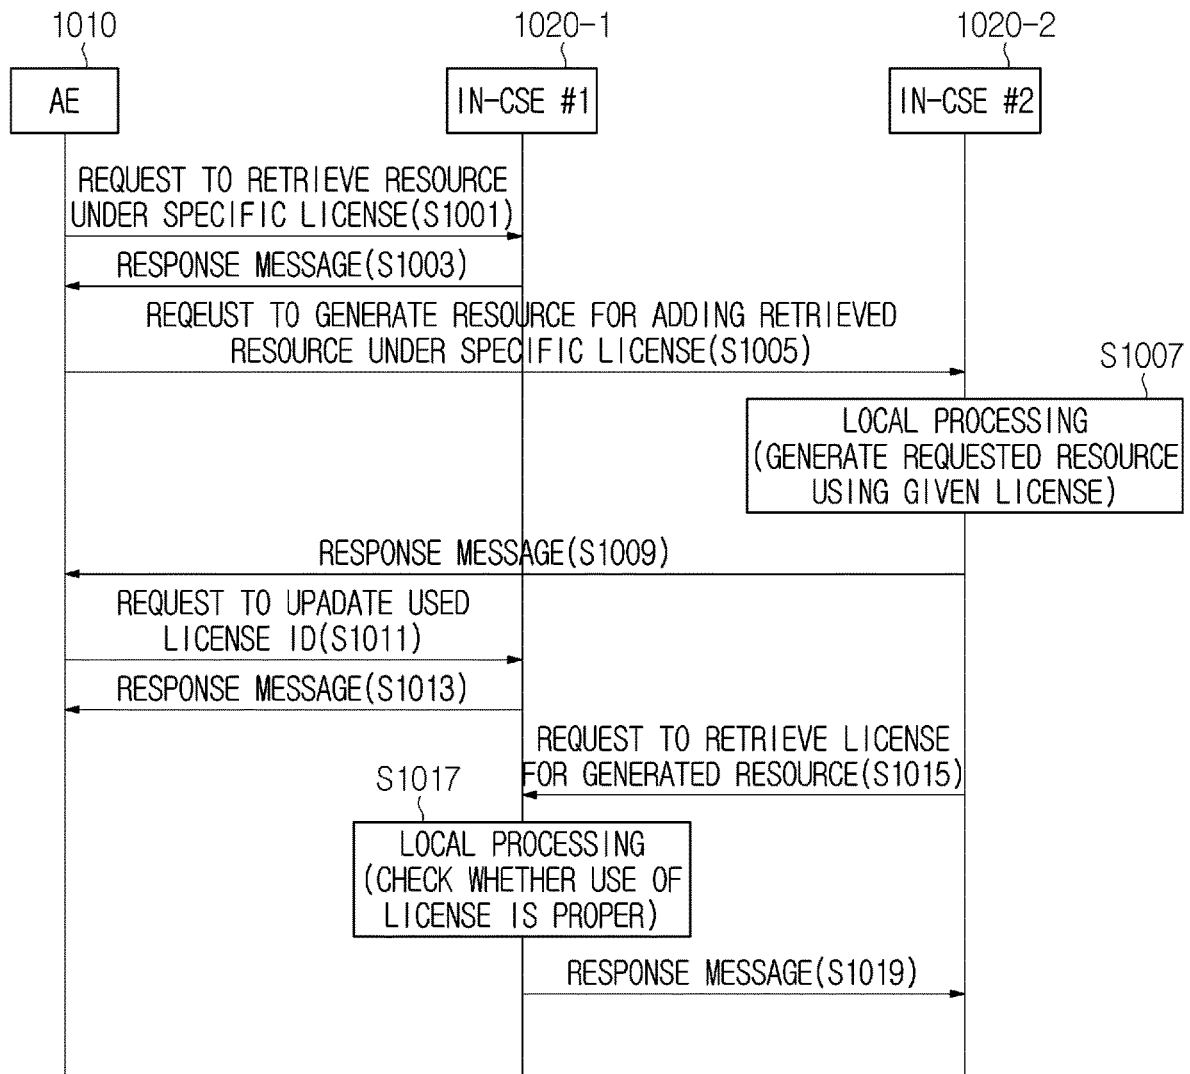 1010
1020-1
1020-2
AE
IN-CSE #1
IN-CSE #2
REQUEST TO RETRIEVE RESOURCE
UNDER SPECIFIC LICENSE(S1001)
RESPONSE MESSAGE(S1003)
REQEUST TO GENERATE RESOURCE FOR ADDING RETRIEVED
RESOURCE UNDER SPECIFIC LICENSE(S1005)
S1007
LOCAL PROCESSING
(GENERATE REQUESTED RESOURCE
USING GIVEN LICENSE)
RESPONSE MESSAGE(S1009)
REQUEST TO UPADATE USED
LICENSE ID(S1011)
RESPONSE MESSAGE(S1013)
REQUEST TO RETRIEVE LICENSE
FOR GENERATED RESOURCE(S1015)
S1017
LOCAL PROCESSING
(CHECK WHETHER USE OF
LICENSE IS PROPER)
RESPONSE MESSAGE(S1019)